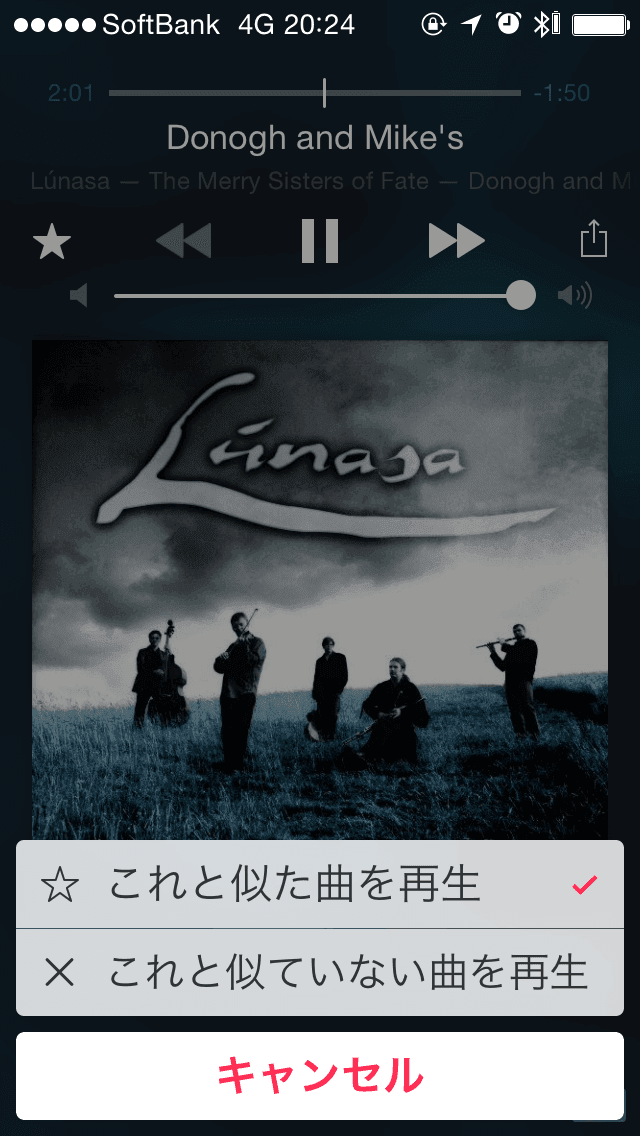 SoftBank 4G 20:24
2:01 -1:50
Donogh and Mike's
Lúnasa — The Merry Sisters of Fate — Donogh and M
Lúnasa
これと似た曲を再生
これと似ていない曲を再生
キャンセル